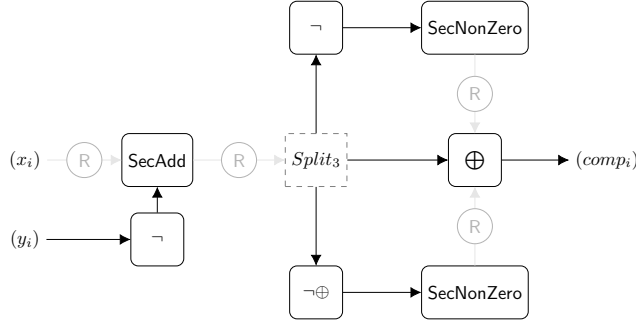 ¬ SecNonZero
R
(x_i) R SecAdd R Split_3 ⊕ (comp_i)
(y_i) ¬ R
¬⊕ SecNonZero